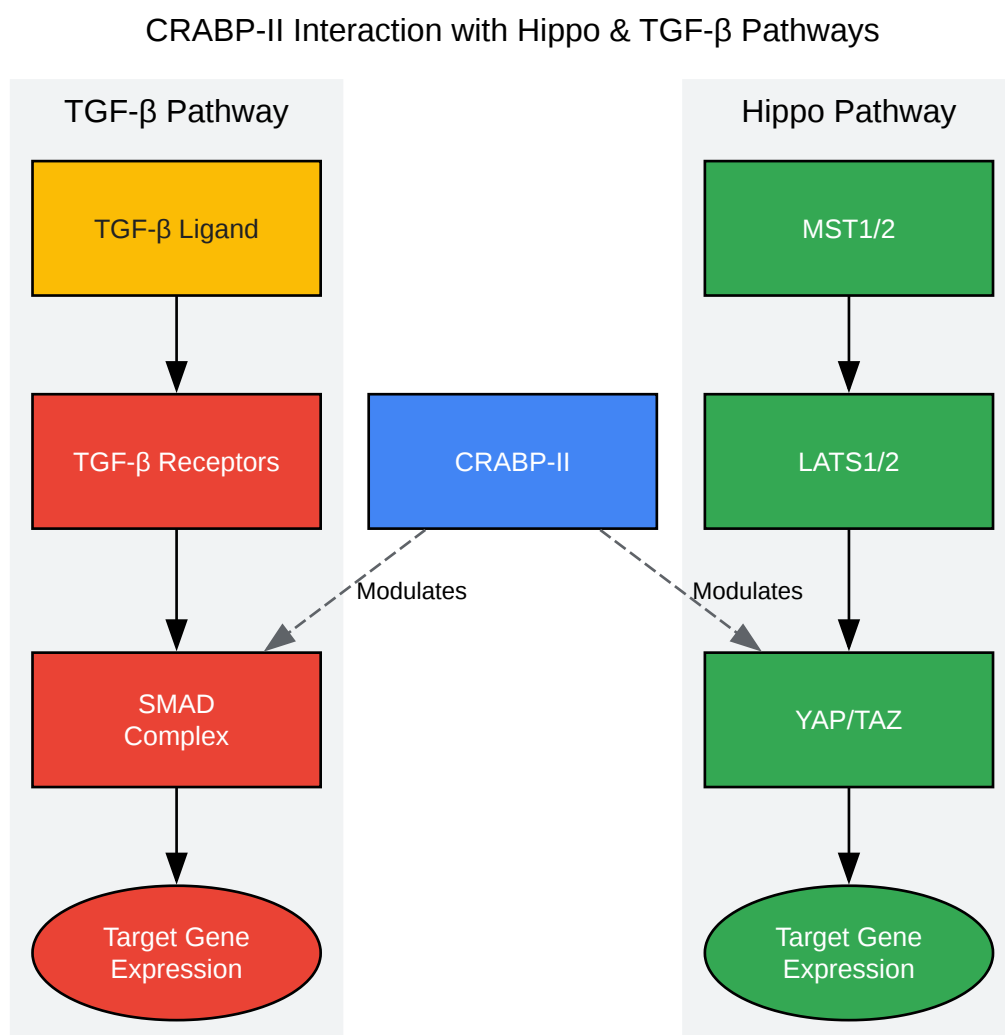 CRABP-II Interaction with Hippo & TGF-β Pathways
TGF-β Pathway
TGF-β Ligand
TGF-β Receptors
SMAD
Complex
Target Gene
Expression
CRABP-II
Modulates
Modulates
Hippo Pathway
MST1/2
LATS1/2
YAP/TAZ
Target Gene
Expression